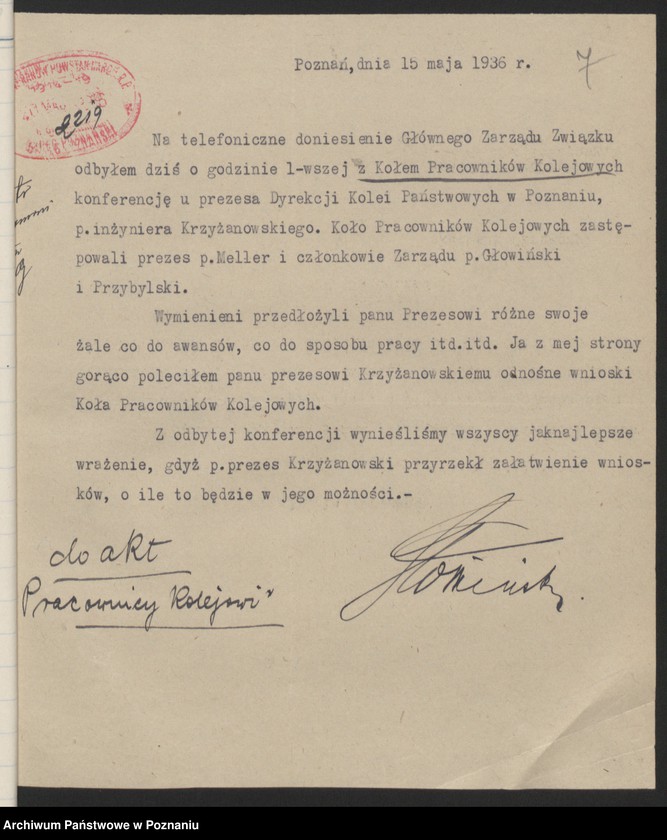 Poznań, dnia 15 maja 1936 r.
7
2219
Na telefoniczne doniesienie Głównego Zarządu Związku
odbyłem dziś o godzinie 1-wszej z Kołem Pracowników Kolejowych
konferencję u prezesa Dyrekcji Kolei Państwowych w Poznaniu,
p.inżyniera Krzyżanowskiego. Koło Pracowników Kolejowych zastę-
powali prezes p.Meller i członkowie Zarządu p.Głowiński
i Przybylski.
Wymienieni przedłożyli panu Prezesowi różne swoje
żale co do awansów, co do sposobu pracy itd.itd. Ja z mej strony
gorąco poleciłem panu prezesowi Krzyżanowskiemu odnośne wnioski
Koła Pracowników Kolejowych.
Z odbytej konferencji wynieśliśmy wszyscy jaknajlepsze
wrażenie, gdyż p.prezes Krzyżanowski przyrzekł załatwienie wnios-
ków, o ile to będzie w jego możności.-
do akt
Pracownicy Kolejowi"
Archiwum Państwowe w Poznaniu